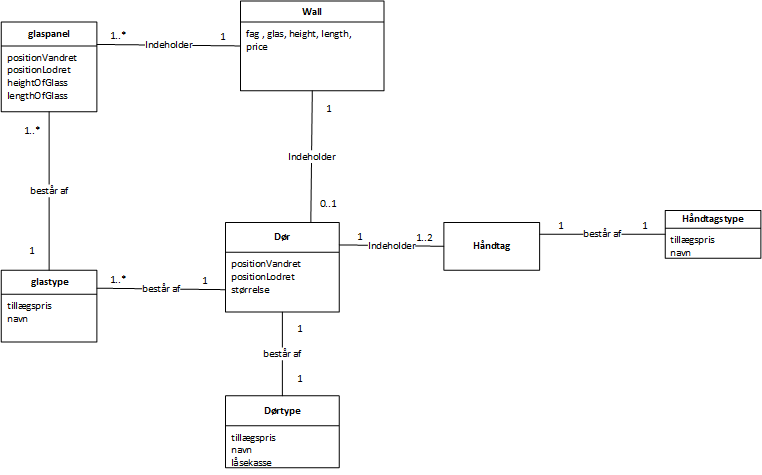 Wall
fag , glas, height, length,
price
glaspanel
positionVandret
positionLodret
heightOfGlass
lengthOfGlass
1..*
Indeholder
1
1
Indeholder
0..1
1..*
består af
1
Dør
positionVandret
positionLodret
størrelse
1
Indeholder
1..2
Håndtag
1
består af
1
Håndtagstype
tillægspris
navn
glastype
tillægspris
navn
1..*
består af
1
1
består af
1
Dørtype
tillægspris
navn
låsekasse